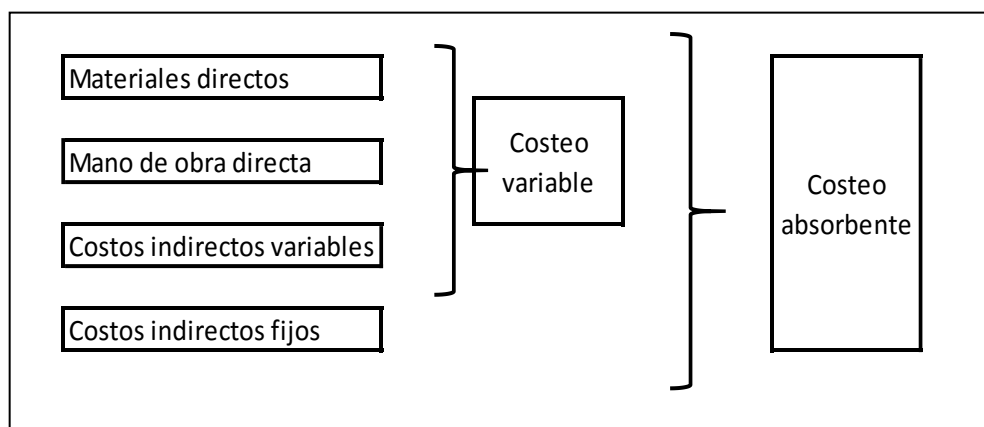 Materiales directos
Mano de obra directa
Costos indirectos variables
Costos indirectos fijos
Costeo
variable
Costeo
absorbente